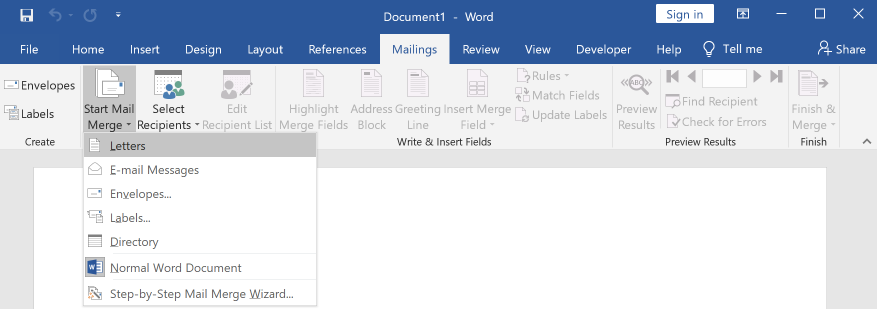 Document1 - Word
Sign in
File Home Insert Design Layout References Mailings Review View Developer Help Tell me Share
Envelopes
Labels
Create
Start Mail Merge
Select Recipients
Edit Recipient List
Highlight Merge Fields
Address Block
Greeting Line
Insert Merge Field
Rules
Match Fields
Update Labels
Write & Insert Fields
Preview Results
ABC
Find Recipient
Check for Errors
Preview Results
Finish & Merge
Finish
Letters
E-mail Messages
Envelopes...
Labels...
Directory
Normal Word Document
Step-by-Step Mail Merge Wizard...